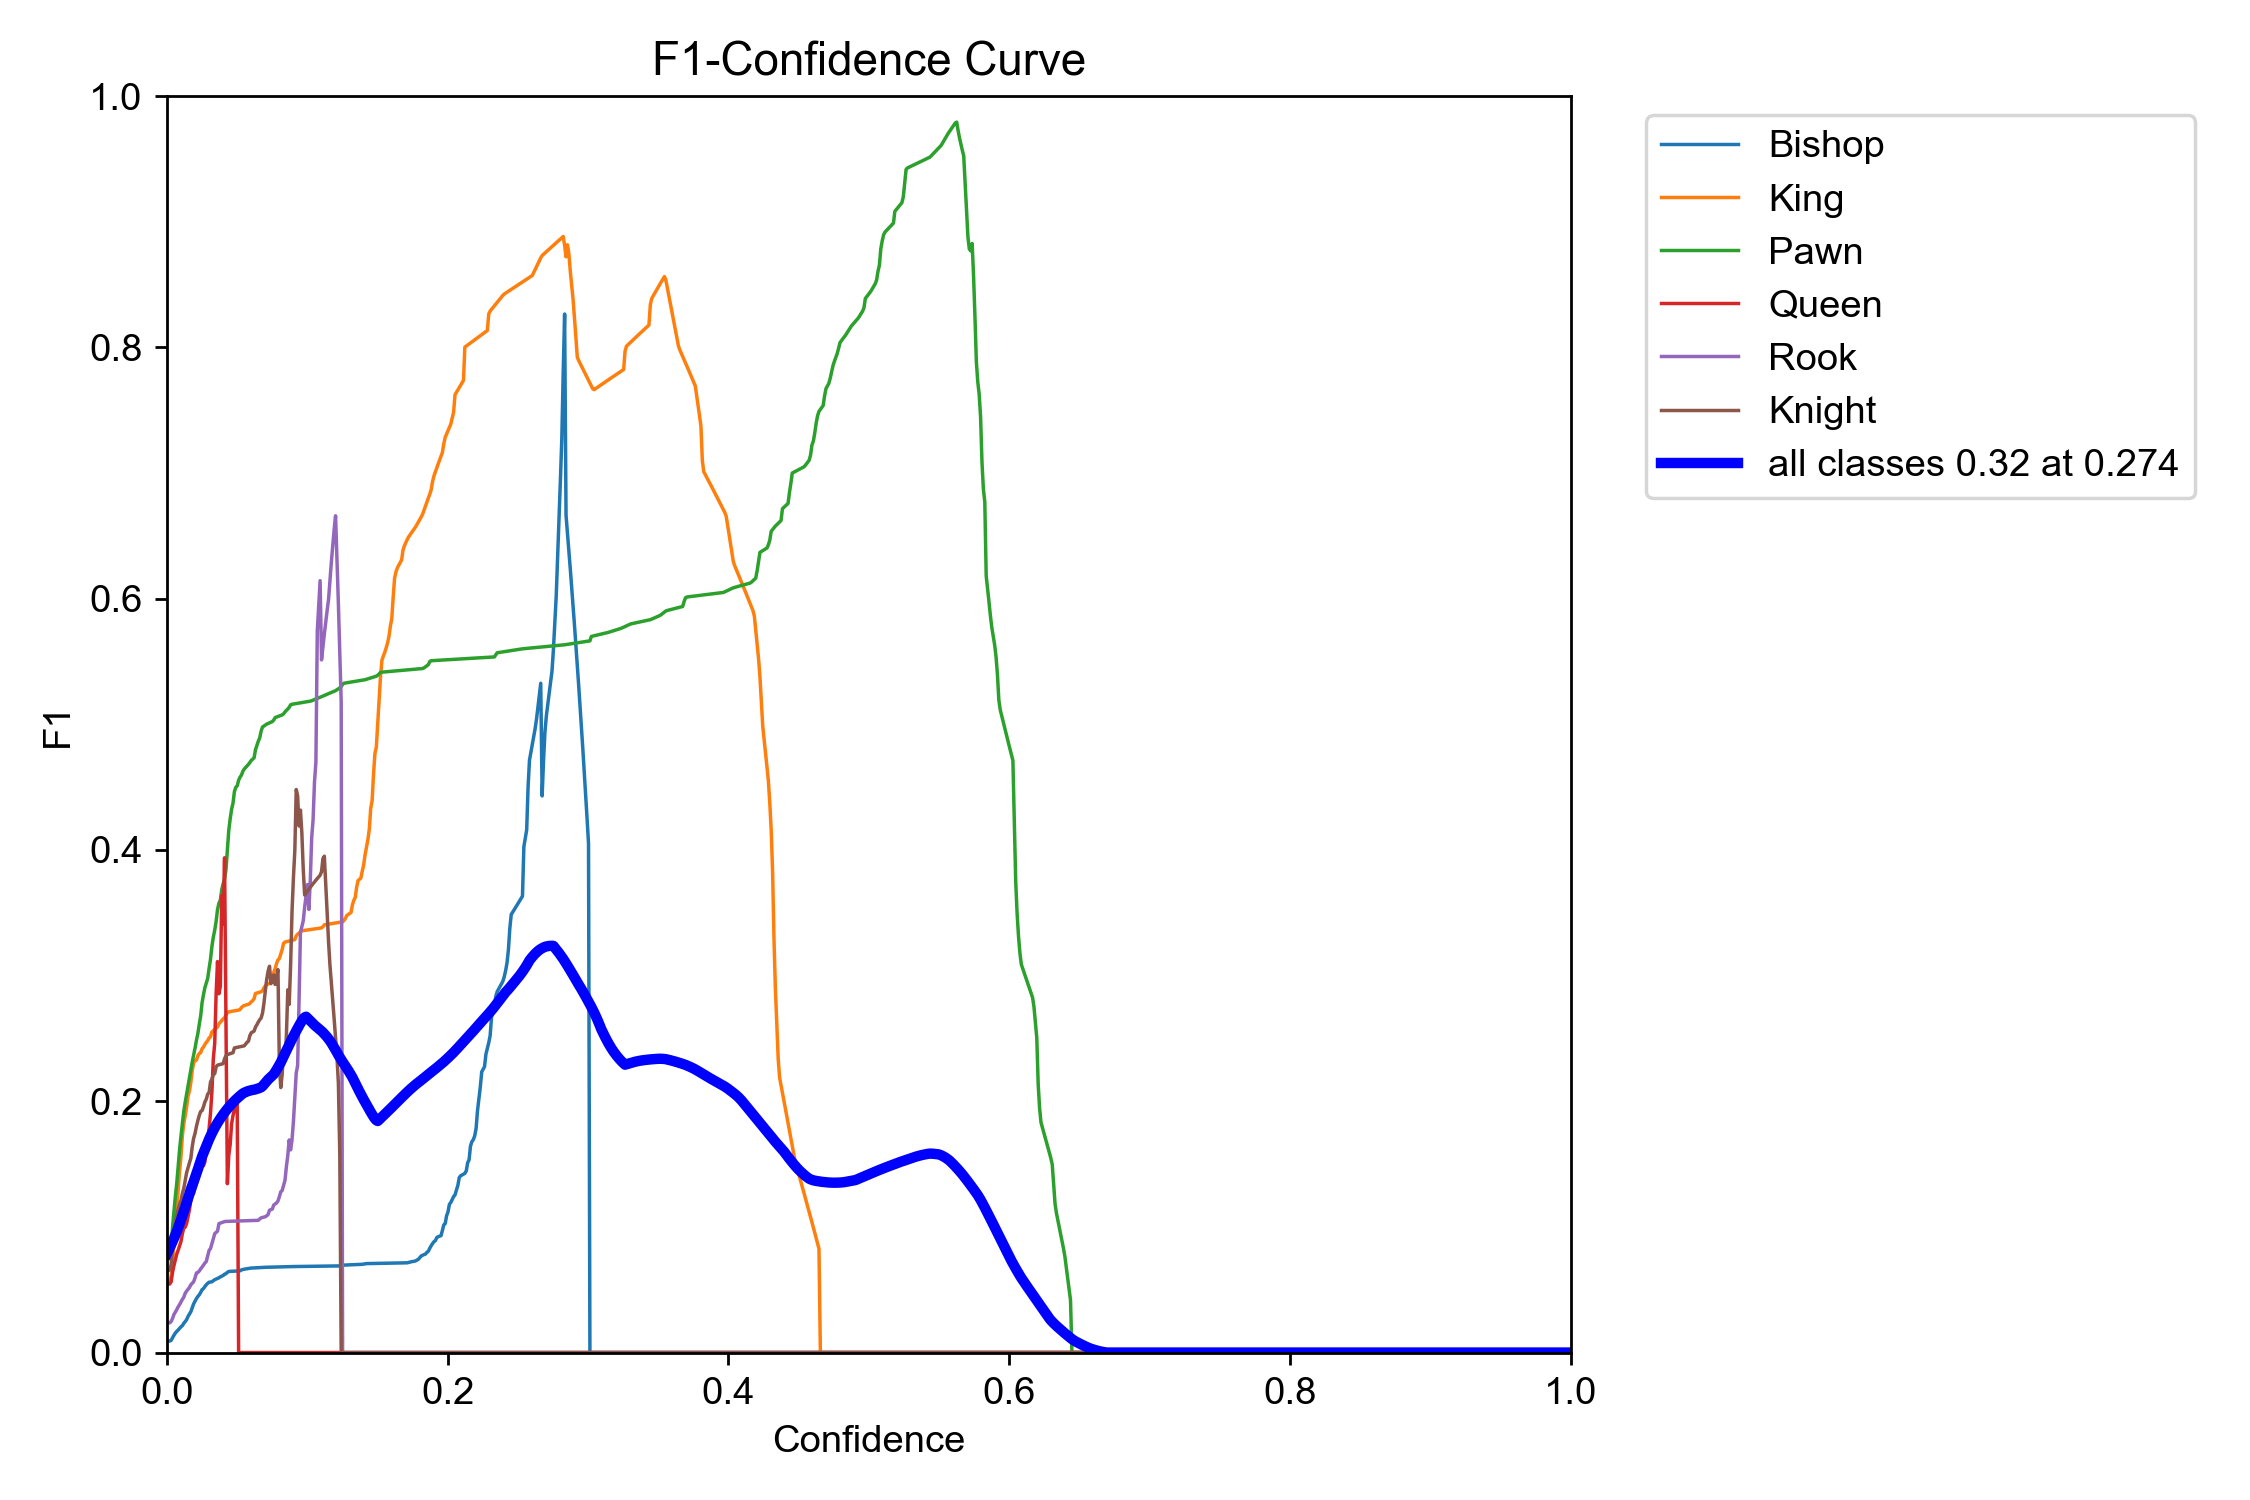 F1-Confidence Curve
1.0
0.8
0.6
0.4
0.2
0.0
F1
0.0 0.2 0.4 0.6 0.8 1.0
Confidence
Bishop
King
Pawn
Queen
Rook
Knight
all classes 0.32 at 0.274